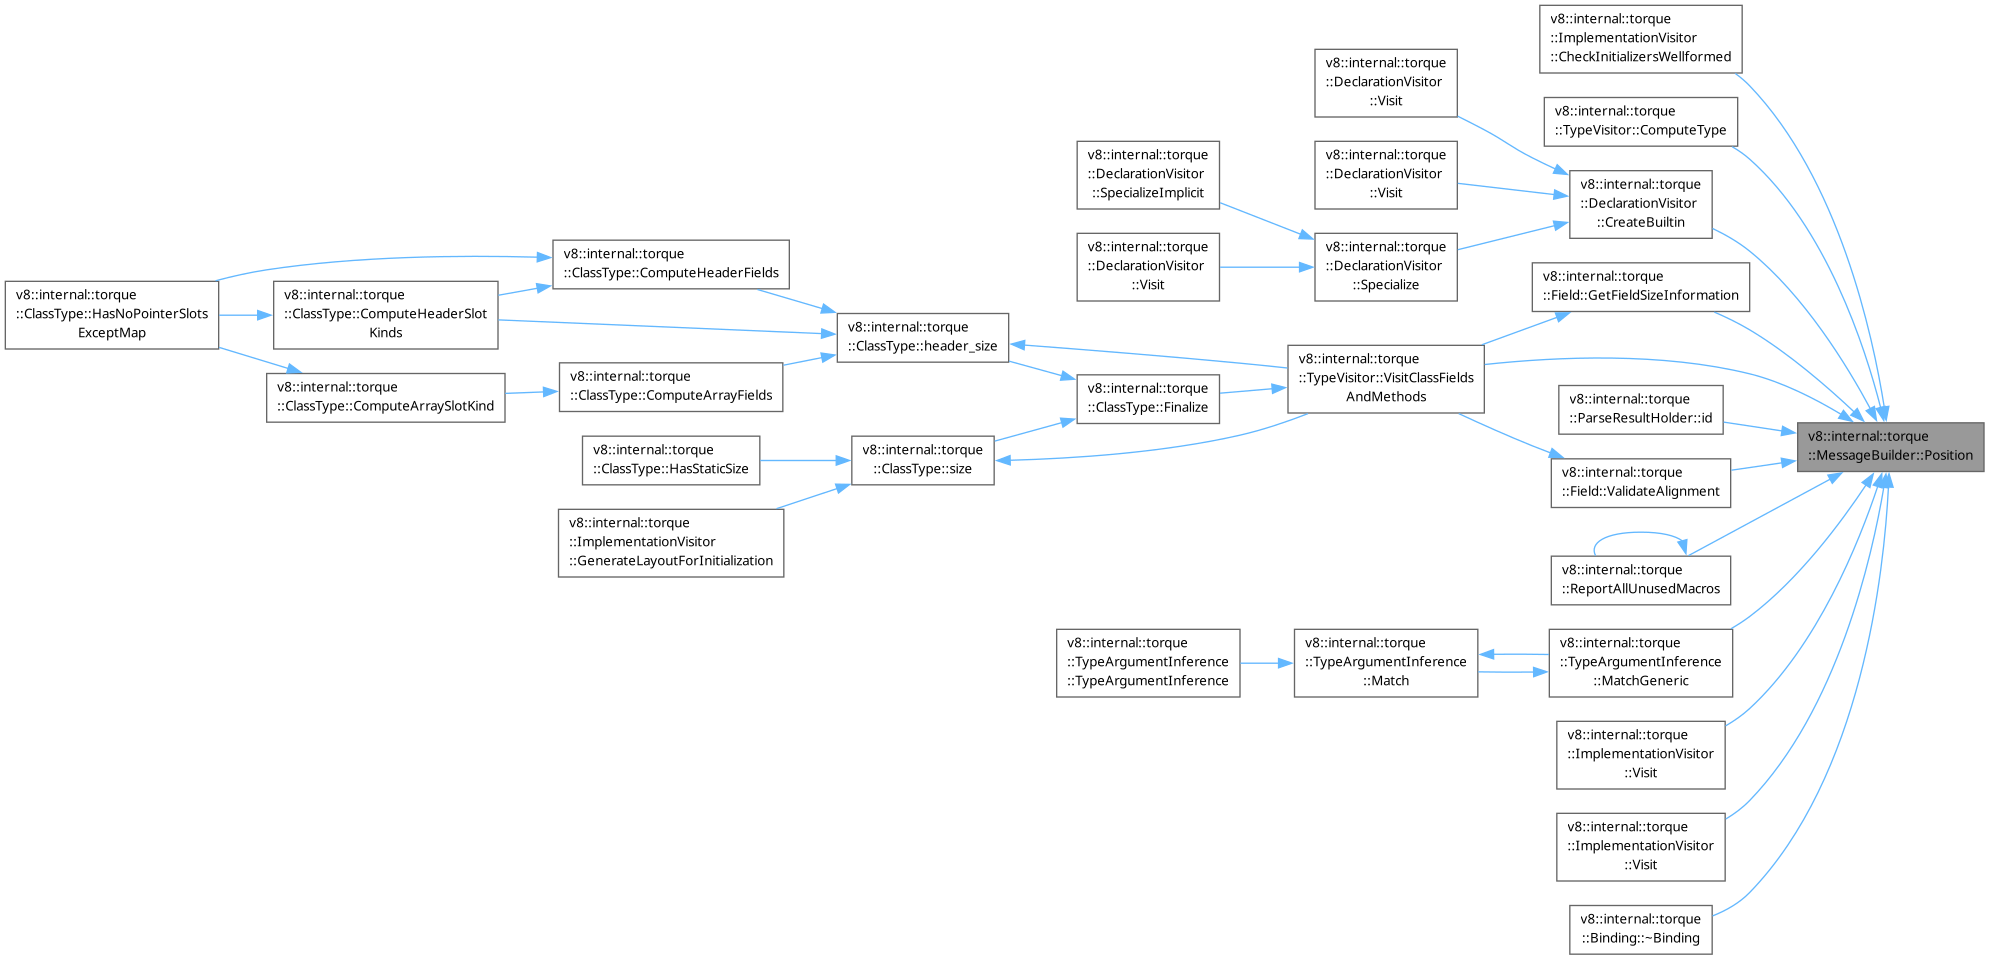 v8::internal::torque
::ImplementationVisitor
::CheckInitializersWellformed
v8::internal::torque
::DeclarationVisitor
::Visit
v8::internal::torque
::TypeVisitor::ComputeType
v8::internal::torque
::DeclarationVisitor
::SpecializeImplicit
v8::internal::torque
::DeclarationVisitor
::Visit
v8::internal::torque
::DeclarationVisitor
::CreateBuiltin
v8::internal::torque
::DeclarationVisitor
::Visit
v8::internal::torque
::DeclarationVisitor
::Specialize
v8::internal::torque
::ClassType::ComputeHeaderFields
v8::internal::torque
::Field::GetFieldSizeInformation
v8::internal::torque
::ClassType::HasNoPointerSlots
ExceptMap
v8::internal::torque
::ClassType::ComputeHeaderSlot
Kinds
v8::internal::torque
::ClassType::header_size
v8::internal::torque
::TypeVisitor::VisitClassFields
AndMethods
v8::internal::torque
::ClassType::ComputeArraySlotKind
v8::internal::torque
::ClassType::ComputeArrayFields
v8::internal::torque
::ClassType::Finalize
v8::internal::torque
::ParseResultHolder::id
v8::internal::torque
::MessageBuilder::Position
v8::internal::torque
::ClassType::HasStaticSize
v8::internal::torque
::ClassType::size
v8::internal::torque
::Field::ValidateAlignment
v8::internal::torque
::ImplementationVisitor
::GenerateLayoutForInitialization
v8::internal::torque
::ReportAllUnusedMacros
v8::internal::torque
::TypeArgumentInference
::TypeArgumentInference
v8::internal::torque
::TypeArgumentInference
::Match
v8::internal::torque
::TypeArgumentInference
::MatchGeneric
v8::internal::torque
::ImplementationVisitor
::Visit
v8::internal::torque
::ImplementationVisitor
::Visit
v8::internal::torque
::Binding::~Binding